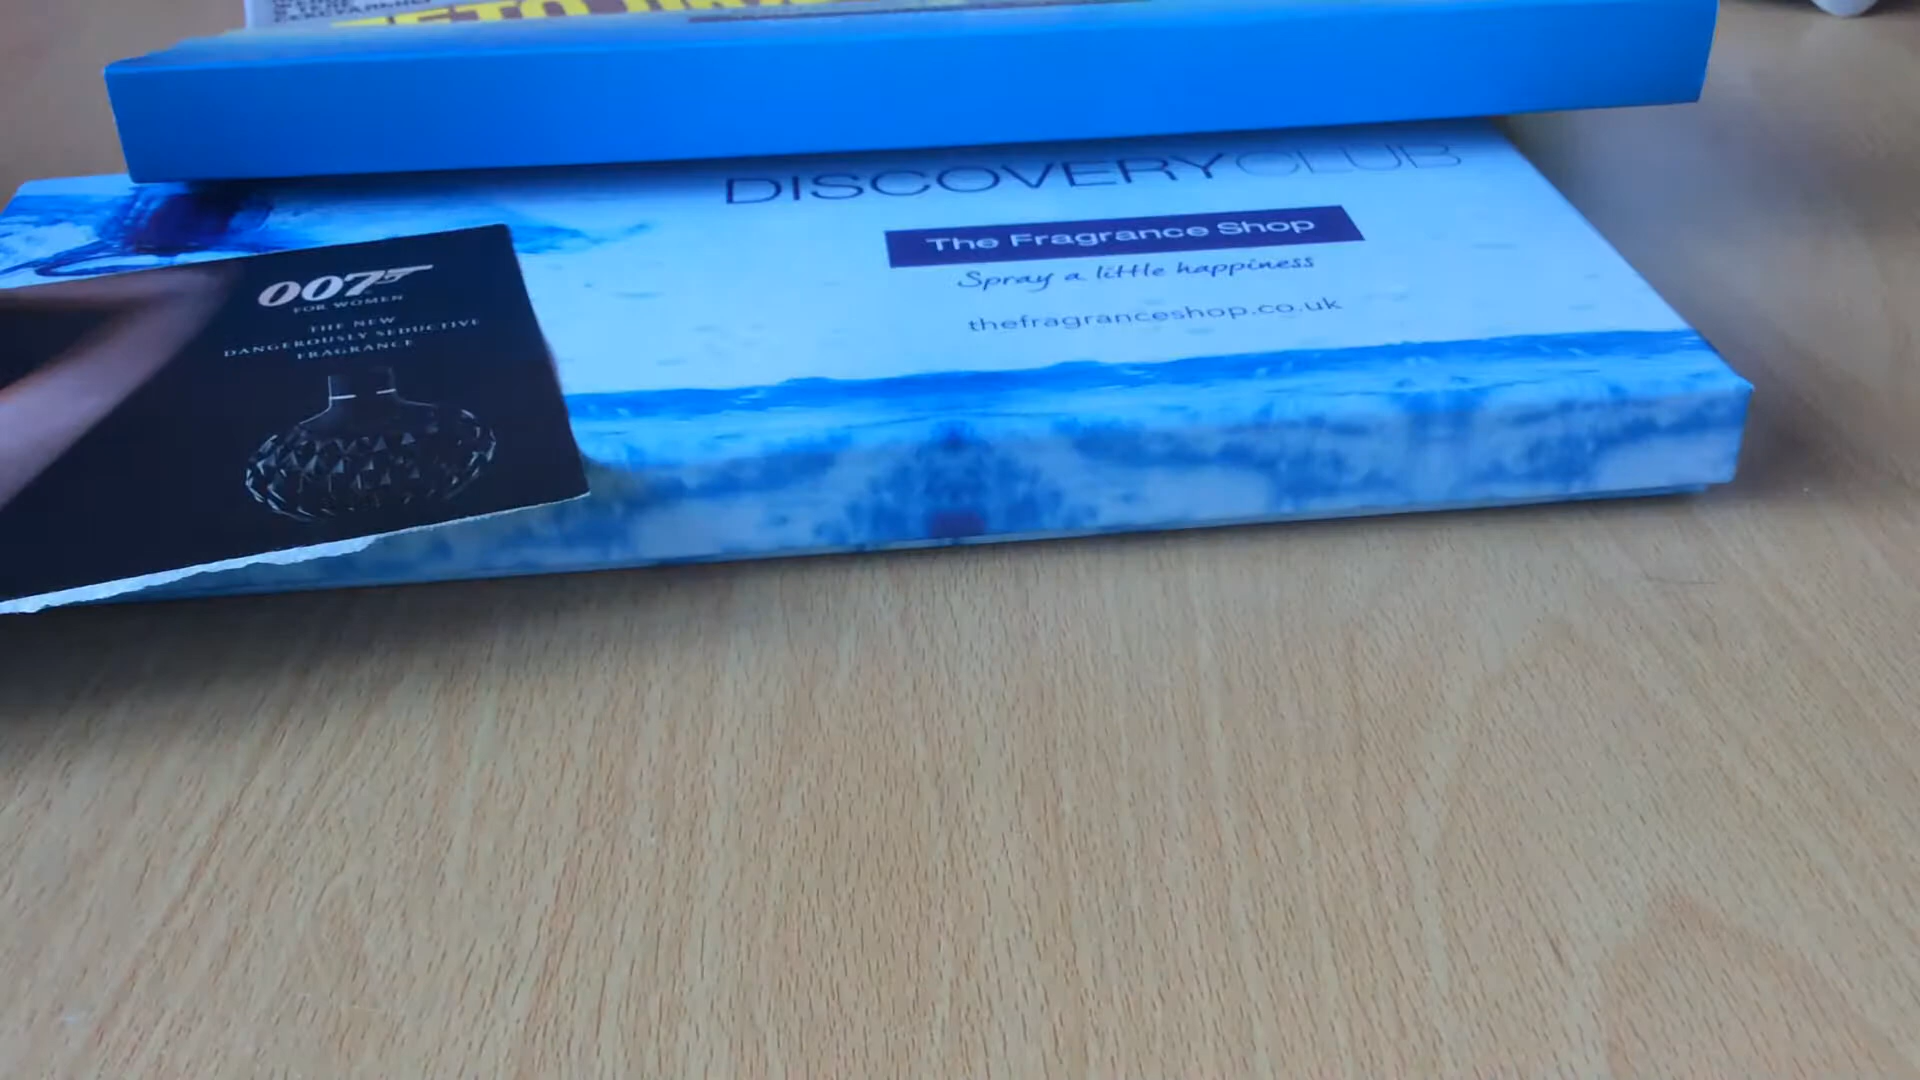 DISCOVERYCLUB
The Fragrance Shop
Spray a little happiness
thefragranceshop.co.uk
007
FOR WOMEN
THE NEW
DANGEROUSLY SEDUCTIVE
FRAGRANCE